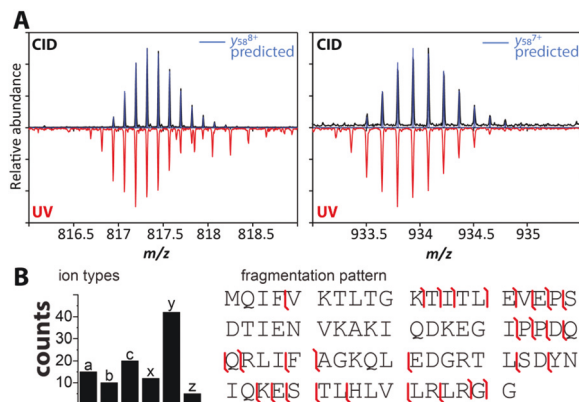 A
CID
y58 8+
predicted
CID
y58 7+
predicted
Relative abundance
UV
UV
816.5 817 817.5 818 818.5
933.5 934 934.5 935
m/z
m/z
B
ion types
fragmentation pattern
counts
40
30
20
10
a b c x y z
MQIFV KTLTG KTITL EVEPS
DTIENV VKAKI QDKEG IPPDQ
QRLIF AGKQL EDGRT LSDYN
IQKES TLHLV LRLRG G